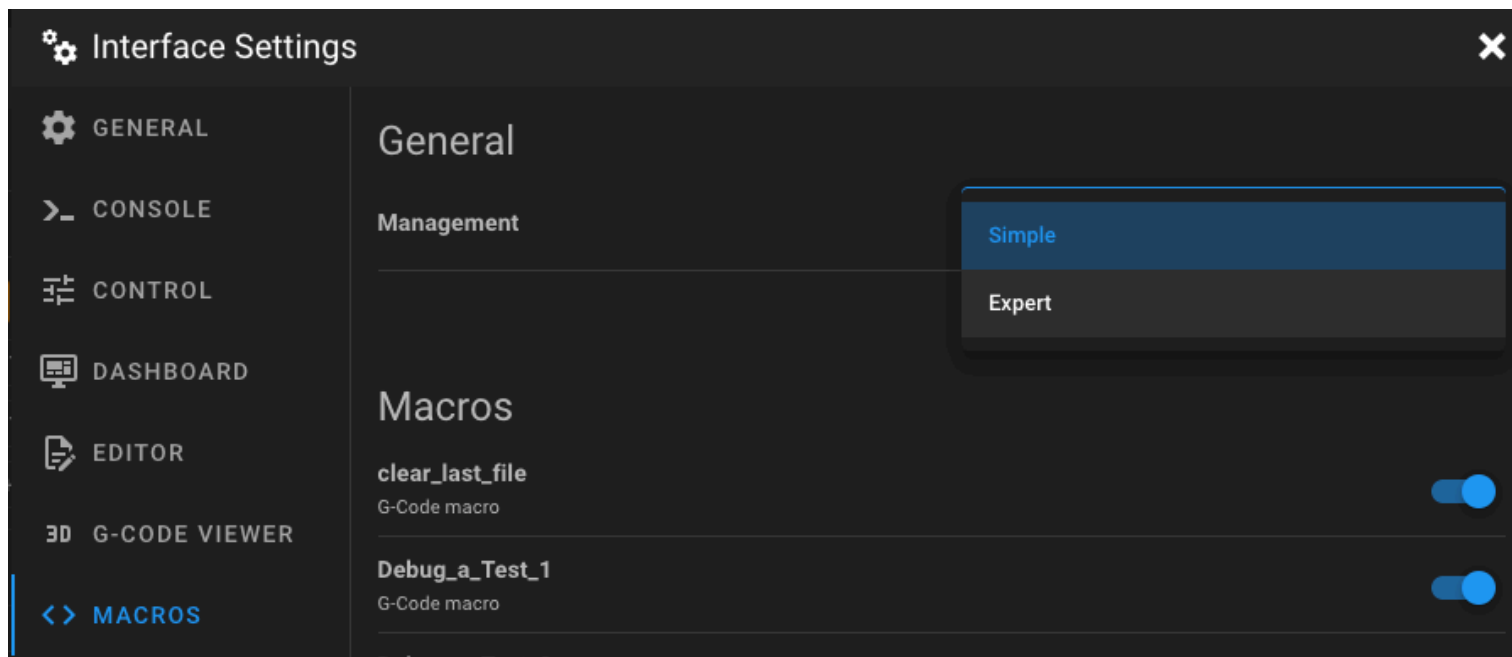 Interface Settings
GENERAL
CONSOLE
CONTROL
DASHBOARD
EDITOR
3D G-CODE VIEWER
MACROS
General
Management
Simple
Expert
Macros
clear_last_file
G-Code macro
Debug_a_Test_1
G-Code macro